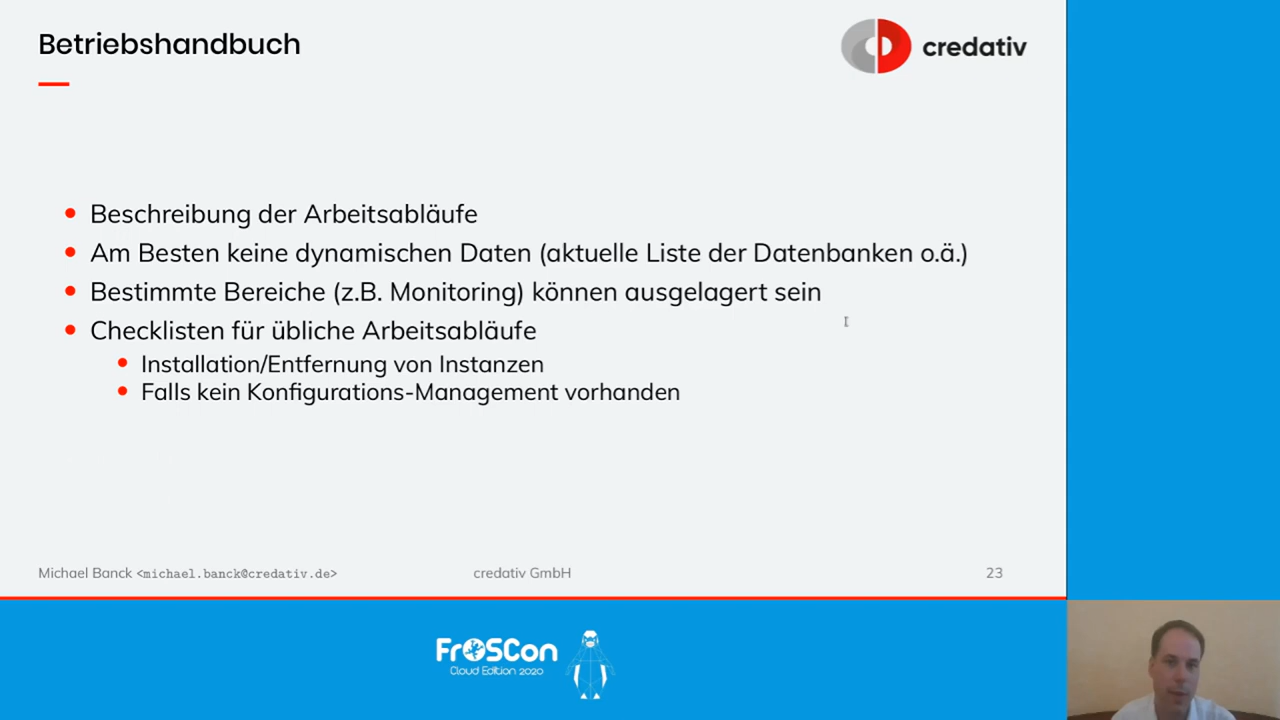 Betriebshandbuch
credativ
Beschreibung der Arbeitsabläufe
Am Besten keine dynamischen Daten (aktuelle Liste der Datenbanken o.ä.)
Bestimmte Bereiche (z.B. Monitoring) können ausgelagert sein
Checklisten für übliche Arbeitsabläufe
Installation/Entfernung von Instanzen
Falls kein Konfigurations-Management vorhanden
Michael Banck <michael.banck@credativ.de> credativ GmbH 23
FrOSCon
Cloud Edition 2020